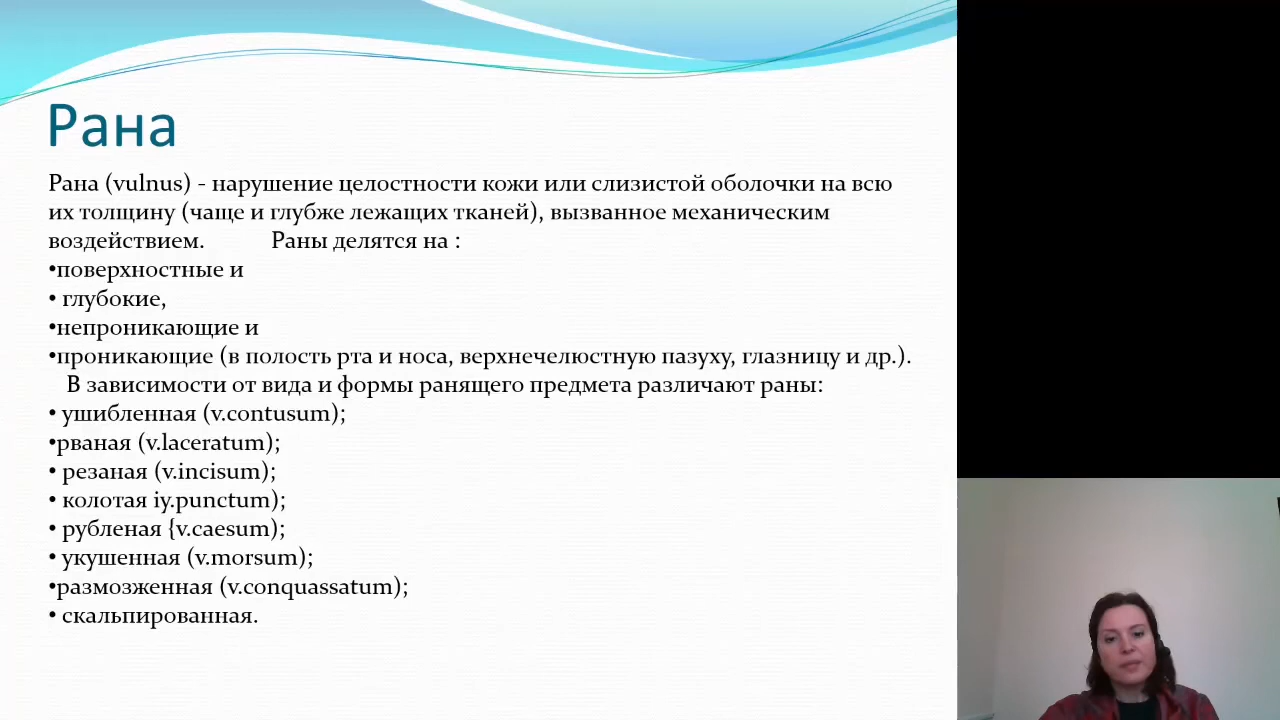 Рана
Рана (vulnus) - нарушение целостности кожи или слизистой оболочки на всю
их толщину (чаще и глубже лежащих тканей), вызванное механическим
воздействием. Раны делятся на :
•поверхностные и
• глубокие,
•непроникающие и
•проникающие (в полость рта и носа, верхнечелюстную пазуху, глазницу и др.).
В зависимости от вида и формы ранящего предмета различают раны:
• ушибленная (v.contusum);
•рваная (v.laceratum);
• резаная (v.incisum);
• колотая iy.punctum);
• рубленая {v.caesum);
• укушенная (v.morsum);
•размозженная (v.conquassatum);
• скальпированная.